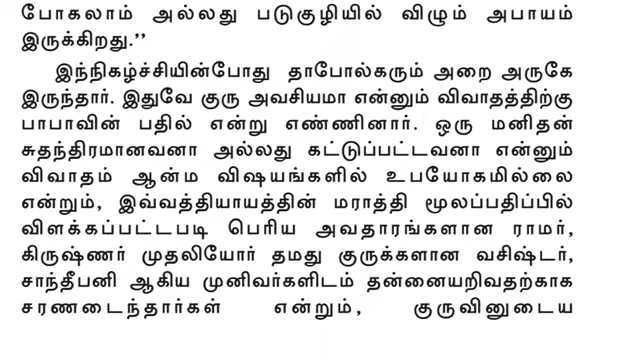 போகலாம் அல்லது படுகுழியில் விழும் அபாயம்
இருக்கிறது.’’
இந்நிகழ்ச்சியின்போது தாபோல்கரும் அறை அருகே
இருந்தார். இதுவே குரு அவசியமா என்னும் விவாதத்திற்கு
பாபாவின் பதில் என்று எண்ணினார். ஒரு மனிதன்
சுதந்திரமானவனா அல்லது கட்டுப்பட்டவனா என்னும்
விவாதம் ஆன்ம விஷயங்களில் உபயோகமில்லை
என்றும், இவ்வத்தியாயத்தின் மராத்தி மூலப்பதிப்பில்
விளக்கப்பட்டபடி பெரிய அவதாரங்களான ராமர்,
கிருஷ்ணர் முதலியோர் தமது குருக்களான வசிஷ்டர்,
சாந்தீபனி ஆகிய முனிவர்களிடம் தன்னையறிவதற்காக
சரணடைந்தார்கள் என்றும், குருவினுடைய